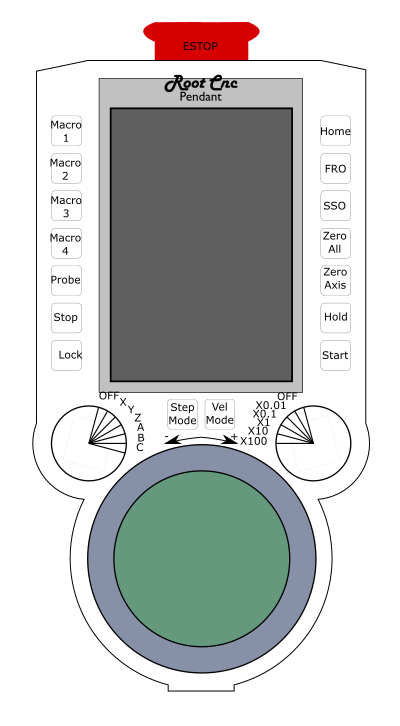 ESTOP
Root Cnc
Pendant
Macro
1
Macro
2
Macro
3
Macro
4
Probe
Stop
Lock
Home
FRO
SSO
Zero
All
Zero
Axis
Hold
Start
OFF
X
Y
Z
A
B
C
Step
Mode
Vel
Mode
- +
OFF
X0.01
X0.1
X1
X10
X100